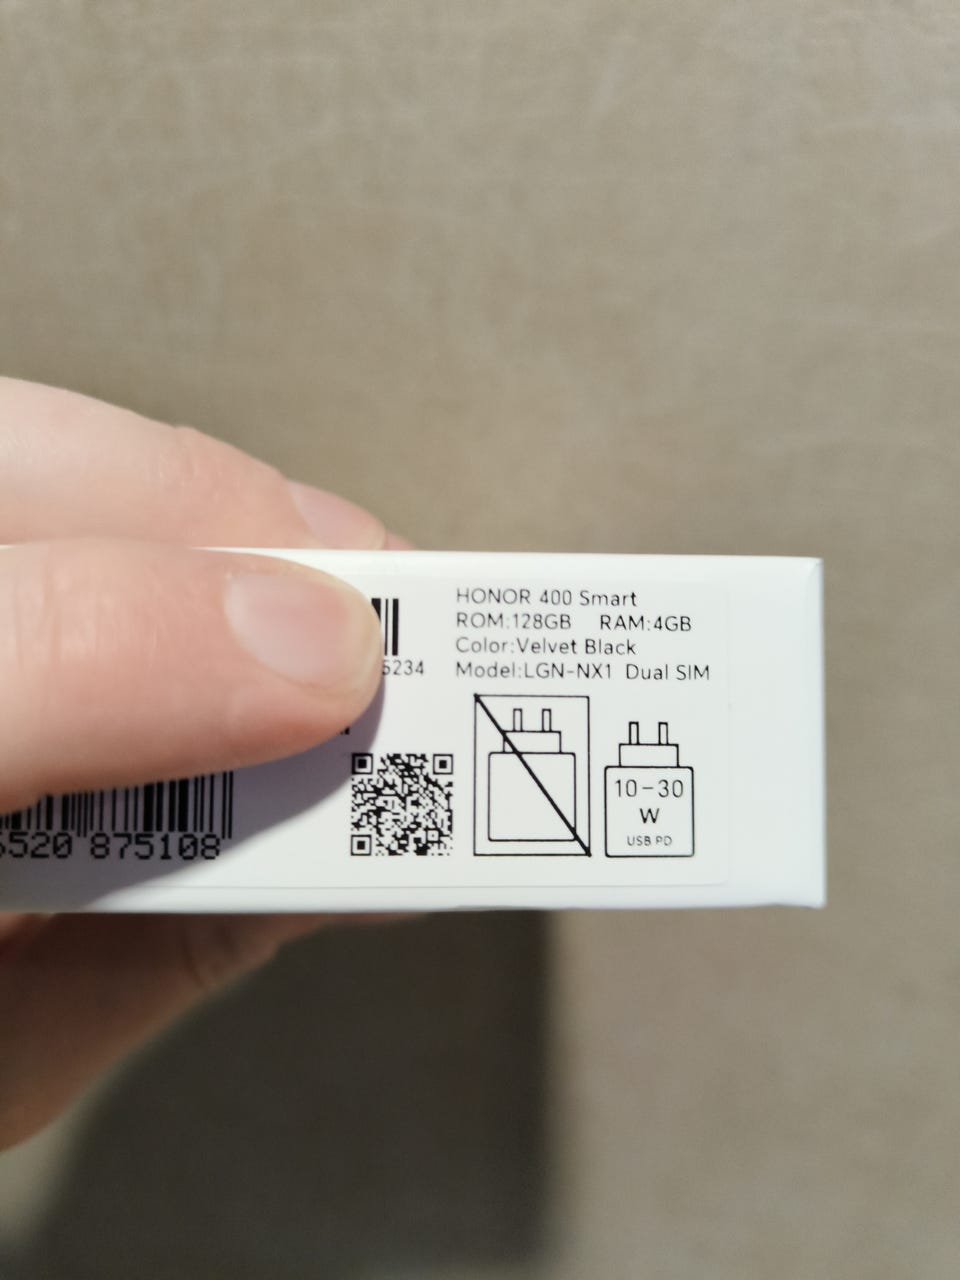 HONOR 400 Smart
ROM:128GB RAM:4GB
Color:Velvet Black
Model:LGN-NX1 Dual SIM
5234
10-30
W
USB PD
6520 875108